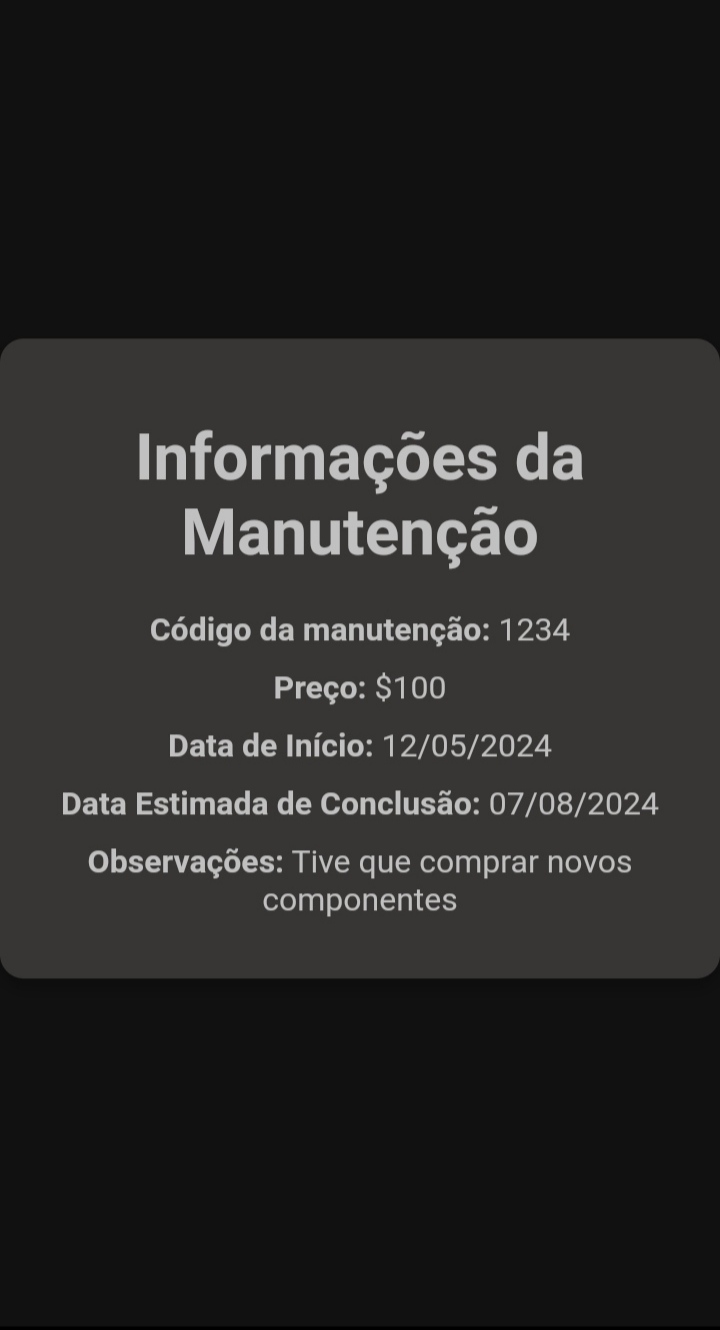 Informações da
Manutenção
Código da manutenção: 1234
Preço: $100
Data de Início: 12/05/2024
Data Estimada de Conclusão: 07/08/2024
Observações: Tive que comprar novos
componentes